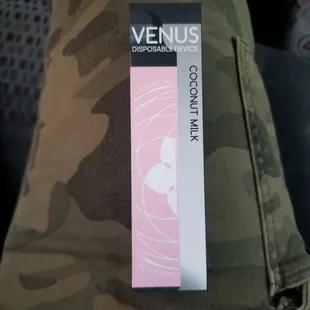 VENUS
DISPOSABLE DEVICE
COCONUT MILK